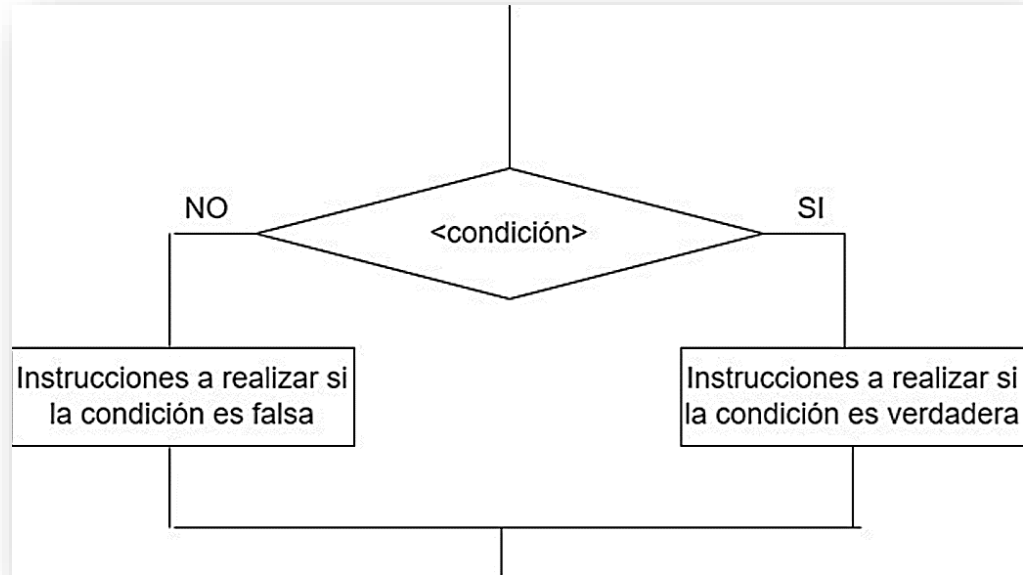 NO
SI
<condición>
Instrucciones a realizar si
la condición es falsa
Instrucciones a realizar si
la condición es verdadera